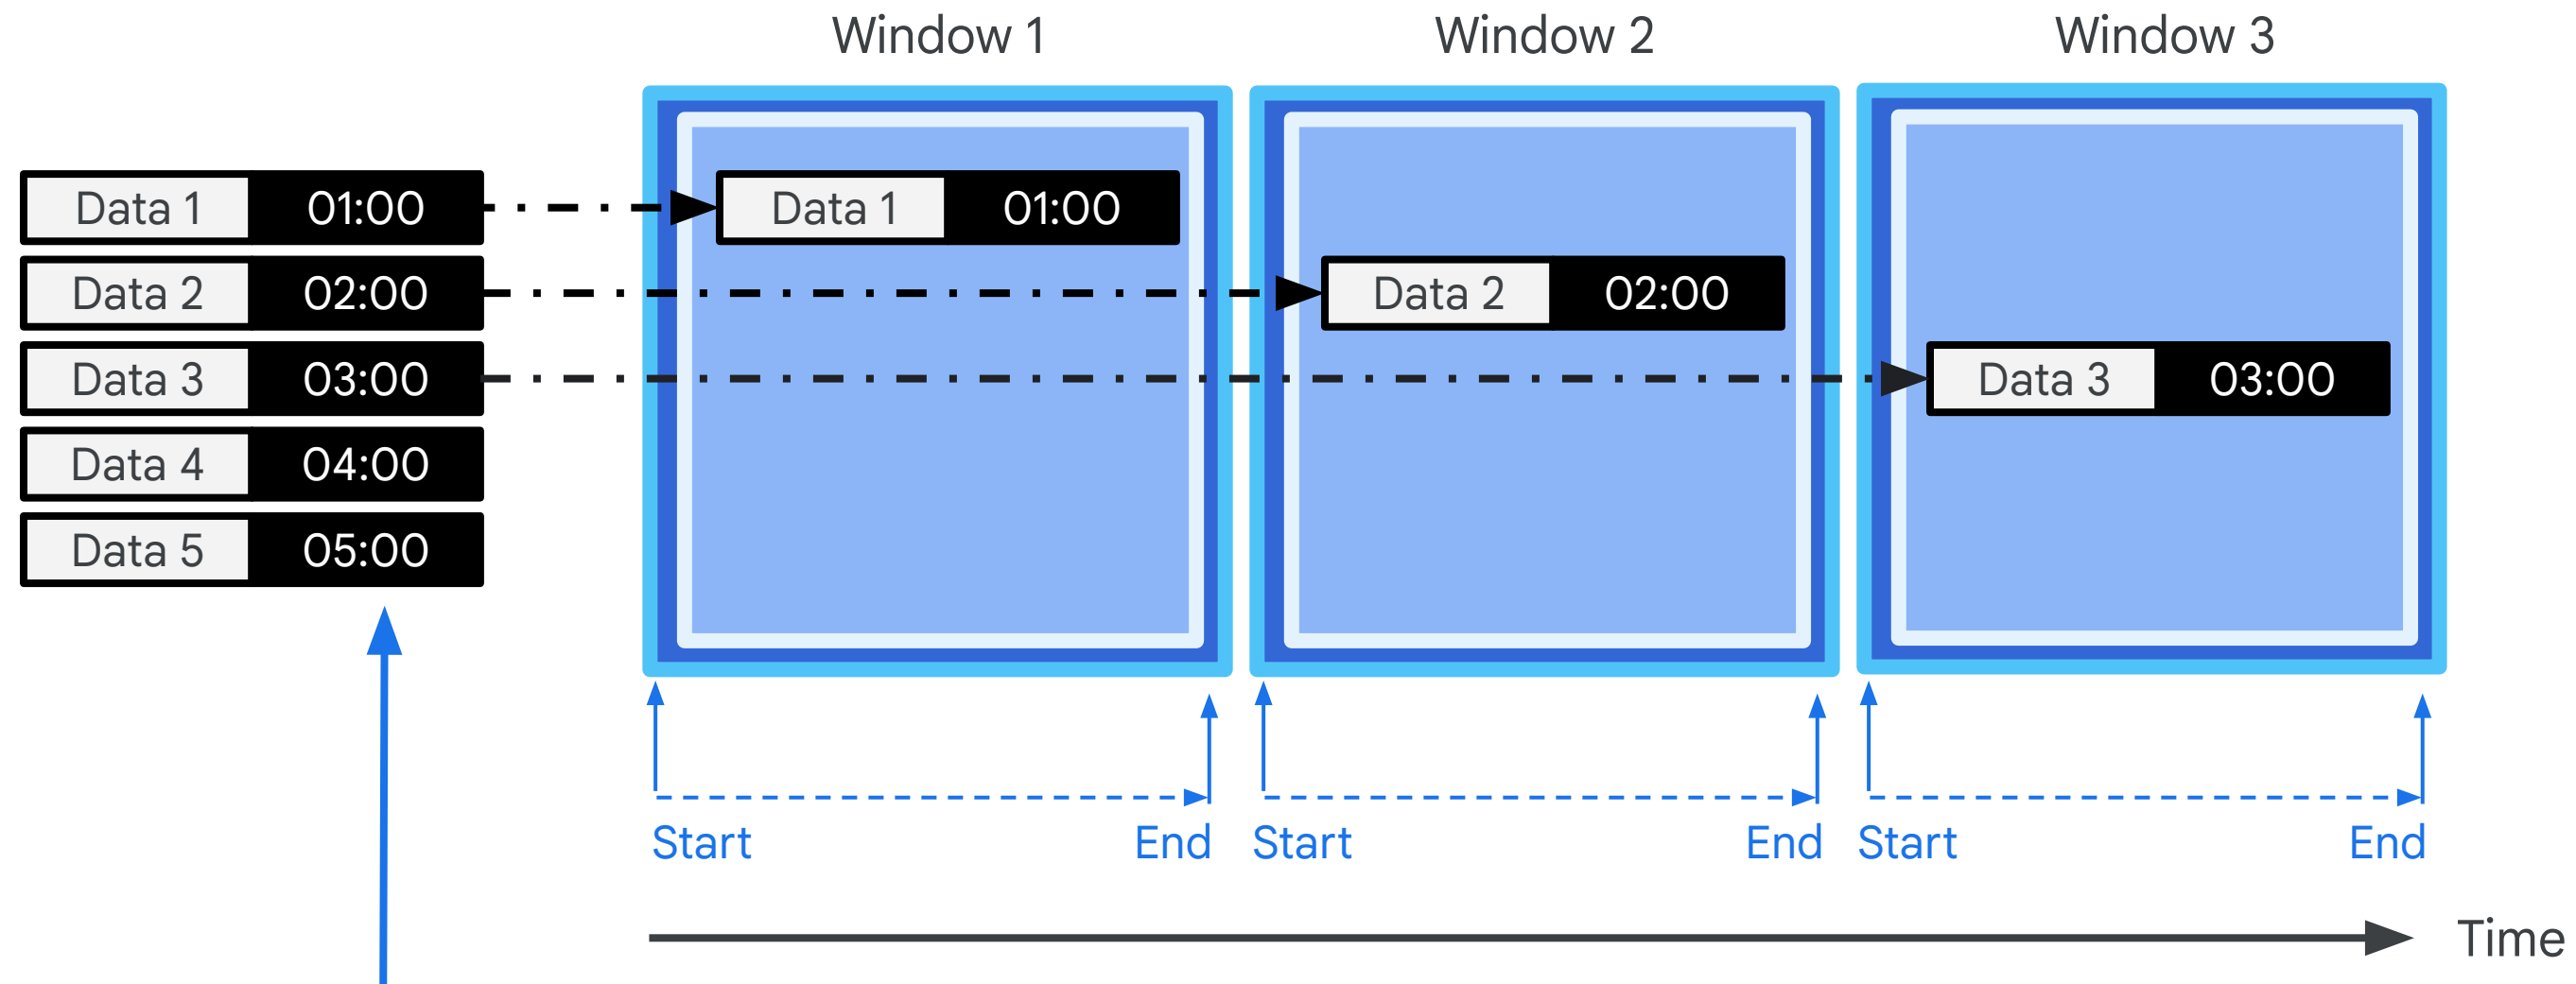 Window 1
Window 2
Window 3
Data 1 01:00
Data 2 02:00
Data 3 03:00
Data 4 04:00
Data 5 05:00
Data 1 01:00
Data 2 02:00
Data 3 03:00
Start End
Start End
Start End
Time